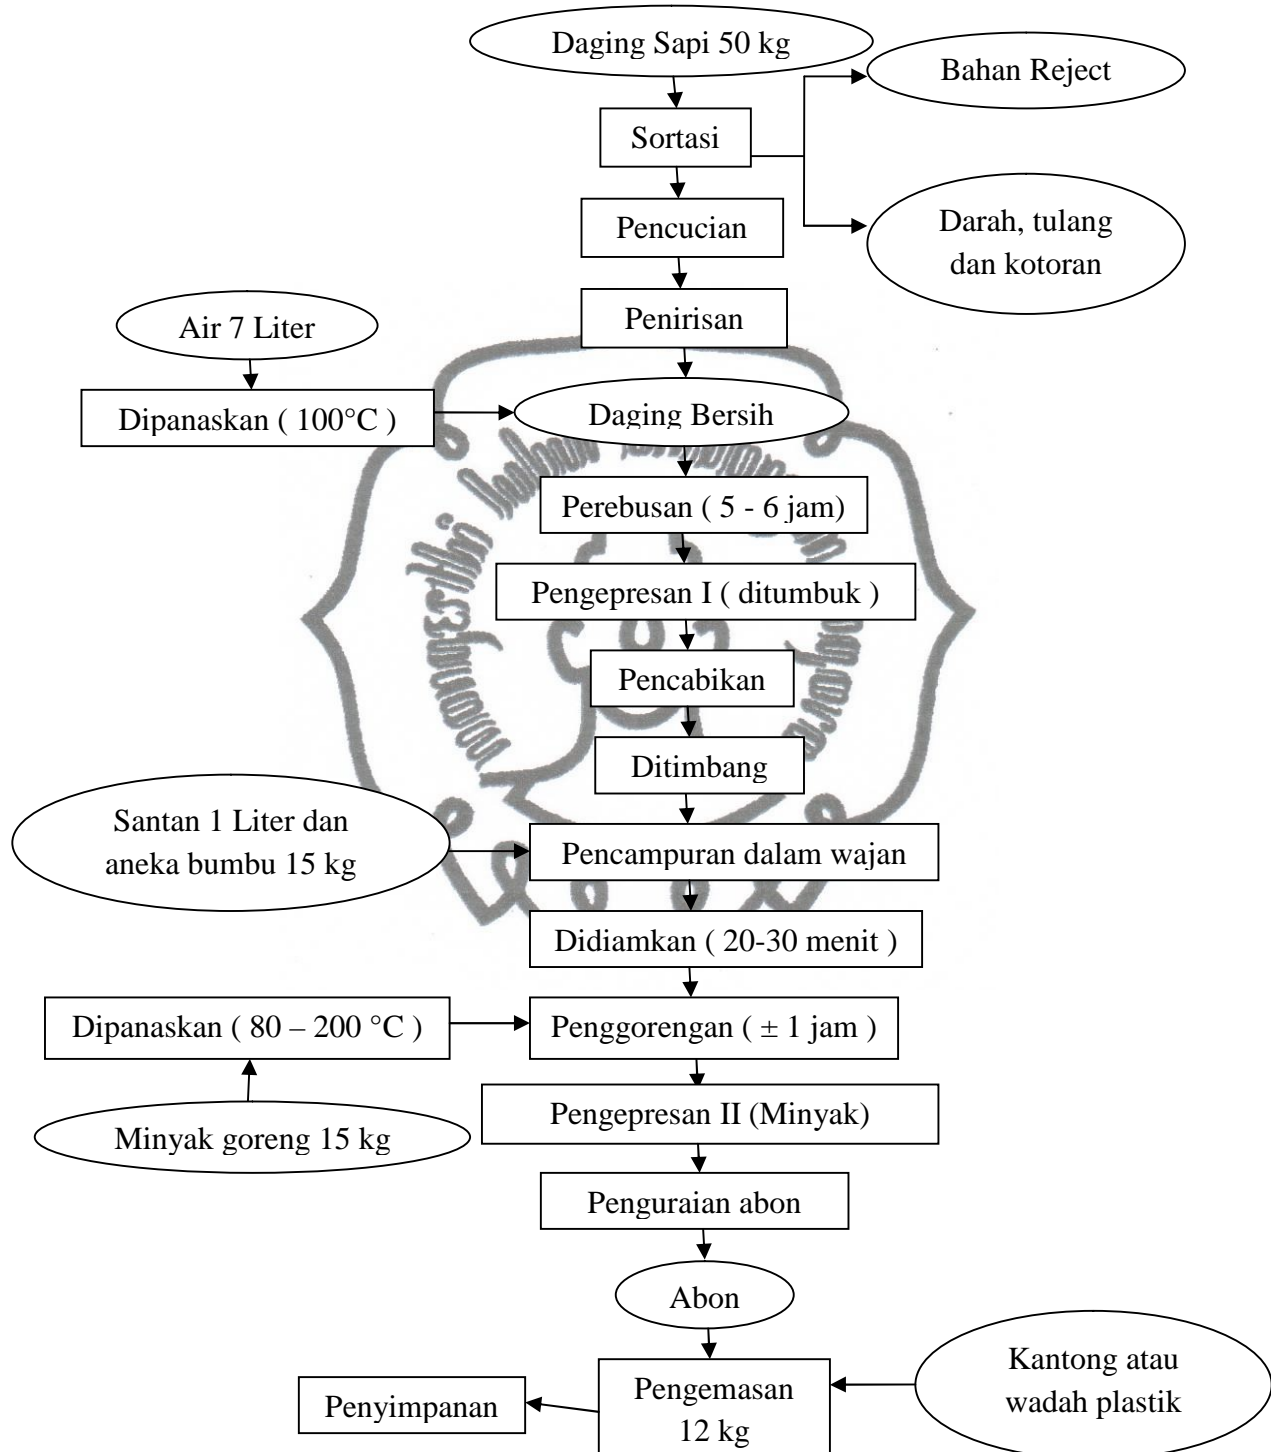 Daging Sapi 50 kg
Bahan Reject
Sortasi
Darah, tulang
dan kotoran
Pencucian
Penirisan
Air 7 Liter
Dipanaskan ( 100°C )
Daging Bersih
Perebusan ( 5 - 6 jam)
Pengepresan I ( ditumbuk )
Pencabikan
Ditimbang
Santan 1 Liter dan
aneka bumbu 15 kg
Pencampuran dalam wajan
Didiamkan ( 20-30 menit )
Dipanaskan ( 80 – 200 °C )
Penggorengan ( ± 1 jam )
Minyak goreng 15 kg
Pengepresan II (Minyak)
Penguraian abon
Abon
Kantong atau
wadah plastik
Pengemasan
12 kg
Penyimpanan